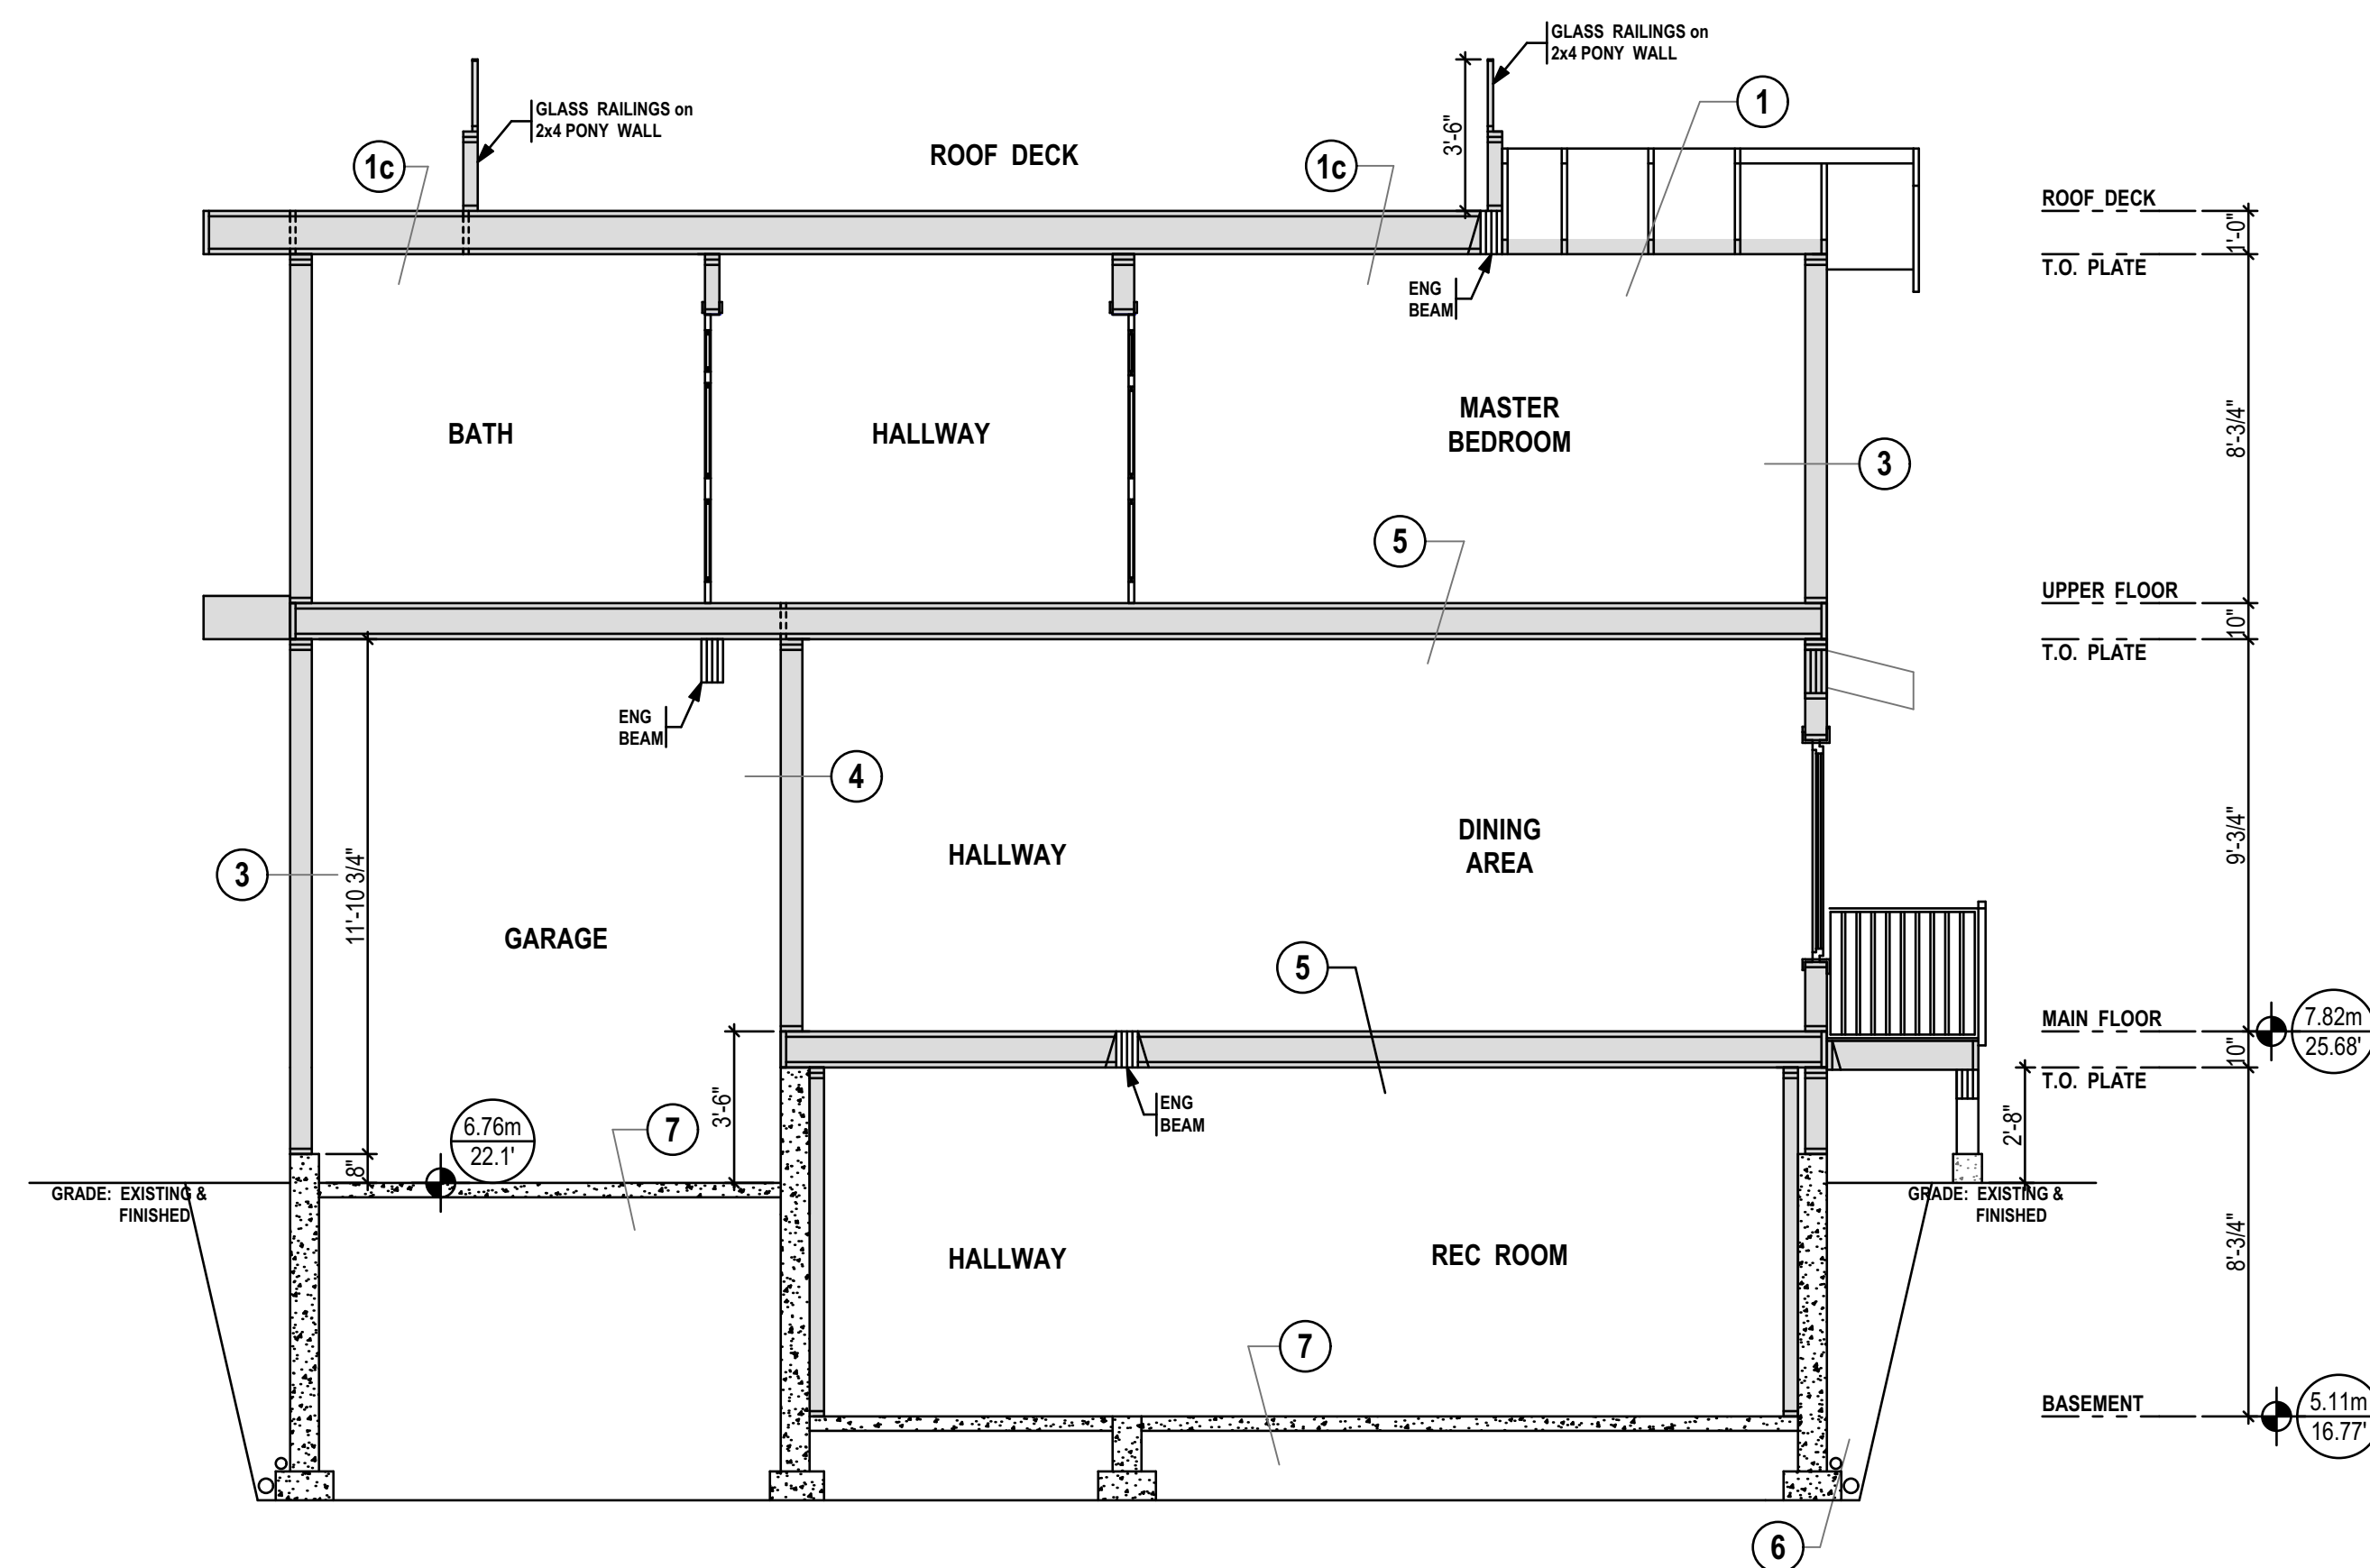 GLASS RAILINGS on
2x4 PONY WALL
1
GLASS RAILINGS on
2x4 PONY WALL
1c
ROOF DECK
1c
3'-6"
ROOF DECK
1'-0"
T.O. PLATE
ENG
BEAM
BATH
HALLWAY
MASTER
BEDROOM
3
8'-3/4"
5
UPPER FLOOR
10"
T.O. PLATE
ENG
BEAM
4
3
11'-10 3/4"
GARAGE
HALLWAY
DINING
AREA
9'-3/4"
5
MAIN FLOOR
7.82m
25.68'
10"
T.O. PLATE
3'-6"
ENG
BEAM
2'-8"
6.76m
22.1'
7
8"
GRADE: EXISTING &
FINISHED
GRADE: EXISTING &
FINISHED
HALLWAY
REC ROOM
8'-3/4"
7
BASEMENT
5.11m
16.77'
6